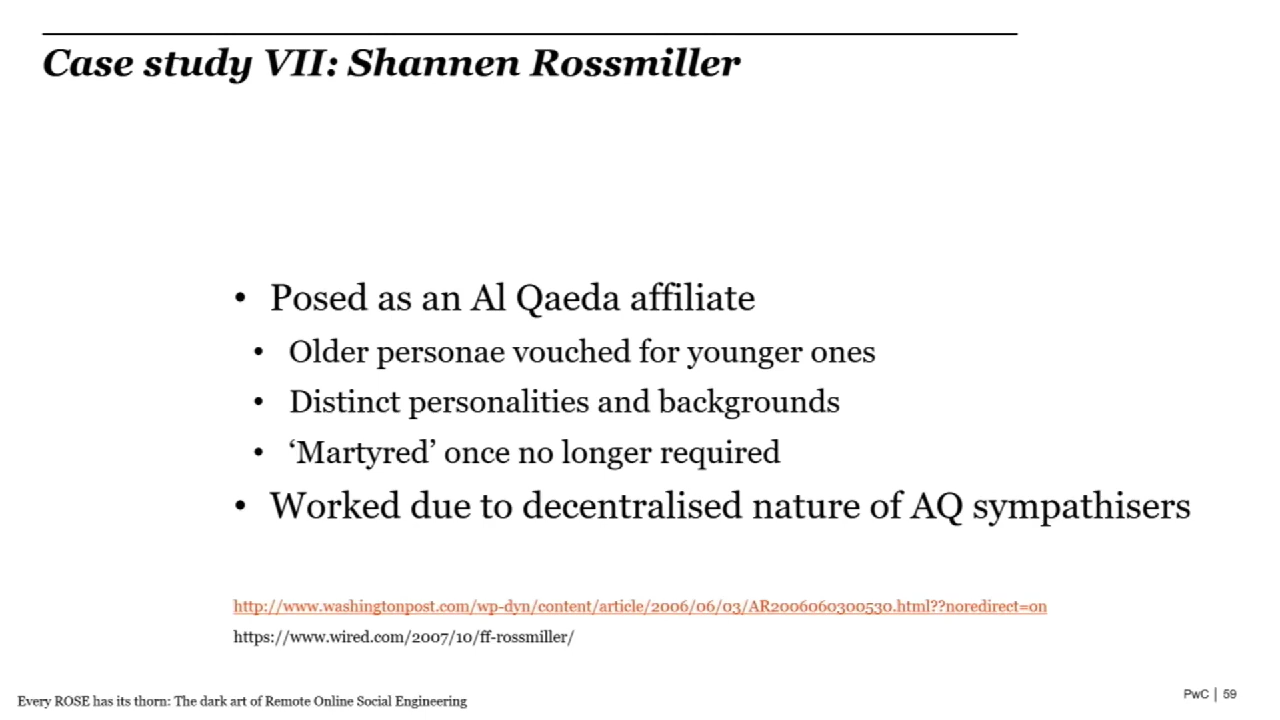 Case study VII: Shannen Rossmiller
• Posed as an Al Qaeda affiliate
• Older personae vouched for younger ones
• Distinct personalities and backgrounds
• ‘Martyred’ once no longer required
• Worked due to decentralised nature of AQ sympathisers
http://www.washingtonpost.com/wp-dyn/content/article/2006/06/03/AR2006060300530.html??noredirect=on
https://www.wired.com/2007/10/ff-rossmiller/
Every ROSE has its thorn: The dark art of Remote Online Social Engineering
PwC | 59